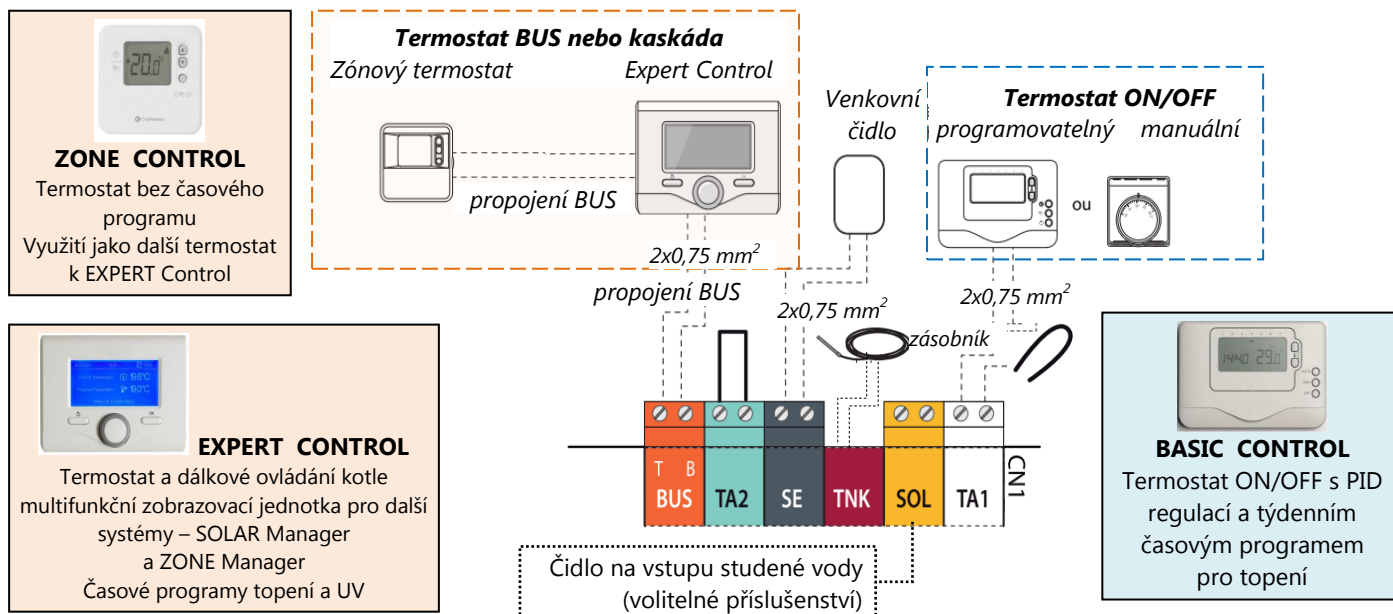 20.0
ZONE CONTROL
Termostat bez časového
programu
Využití jako další termostat
k EXPERT Control
EXPERT CONTROL
Termostat a dálkové ovládání kotle
multifunkční zobrazovací jednotka pro další
systémy – SOLAR Manager
a ZONE Manager
Časové programy topení a UV
Termostat BUS nebo kaskáda
Zónový termostat
Expert Control
propojení BUS
2x0,75 mm²
propojení BUS
Venkovní
čidlo
2x0,75 mm²
Termostat ON/OFF
programovatelný manuální
ou
2x0,75 mm²
zásobník
T B
BUS
TA2
SE
TNK
SOL
TA1
CN1
Čidlo na vstupu studené vody
(volitelné příslušenství)
14:40 29.0
BASIC CONTROL
Termostat ON/OFF s PID
regulací a týdenním
časovým programem
pro topení